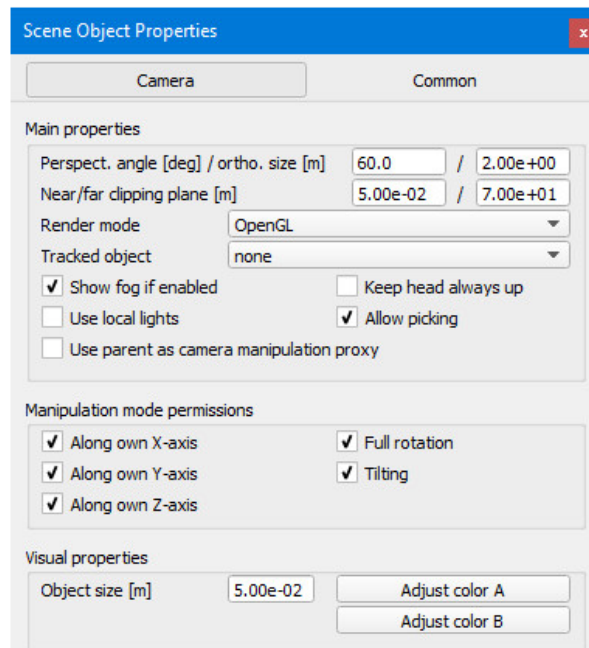 Scene Object Properties
x
Camera Common
Main properties
Perspect. angle [deg] / ortho. size [m] 60.0 / 2.00e+00
Near/far clipping plane [m] 5.00e-02 / 7.00e+01
Render mode OpenGL
Tracked object none
Show fog if enabled Keep head always up
Use local lights Allow picking
Use parent as camera manipulation proxy
Manipulation mode permissions
Along own X-axis Full rotation
Along own Y-axis Tilting
Along own Z-axis
Visual properties
Object size [m] 5.00e-02 Adjust color A
Adjust color B